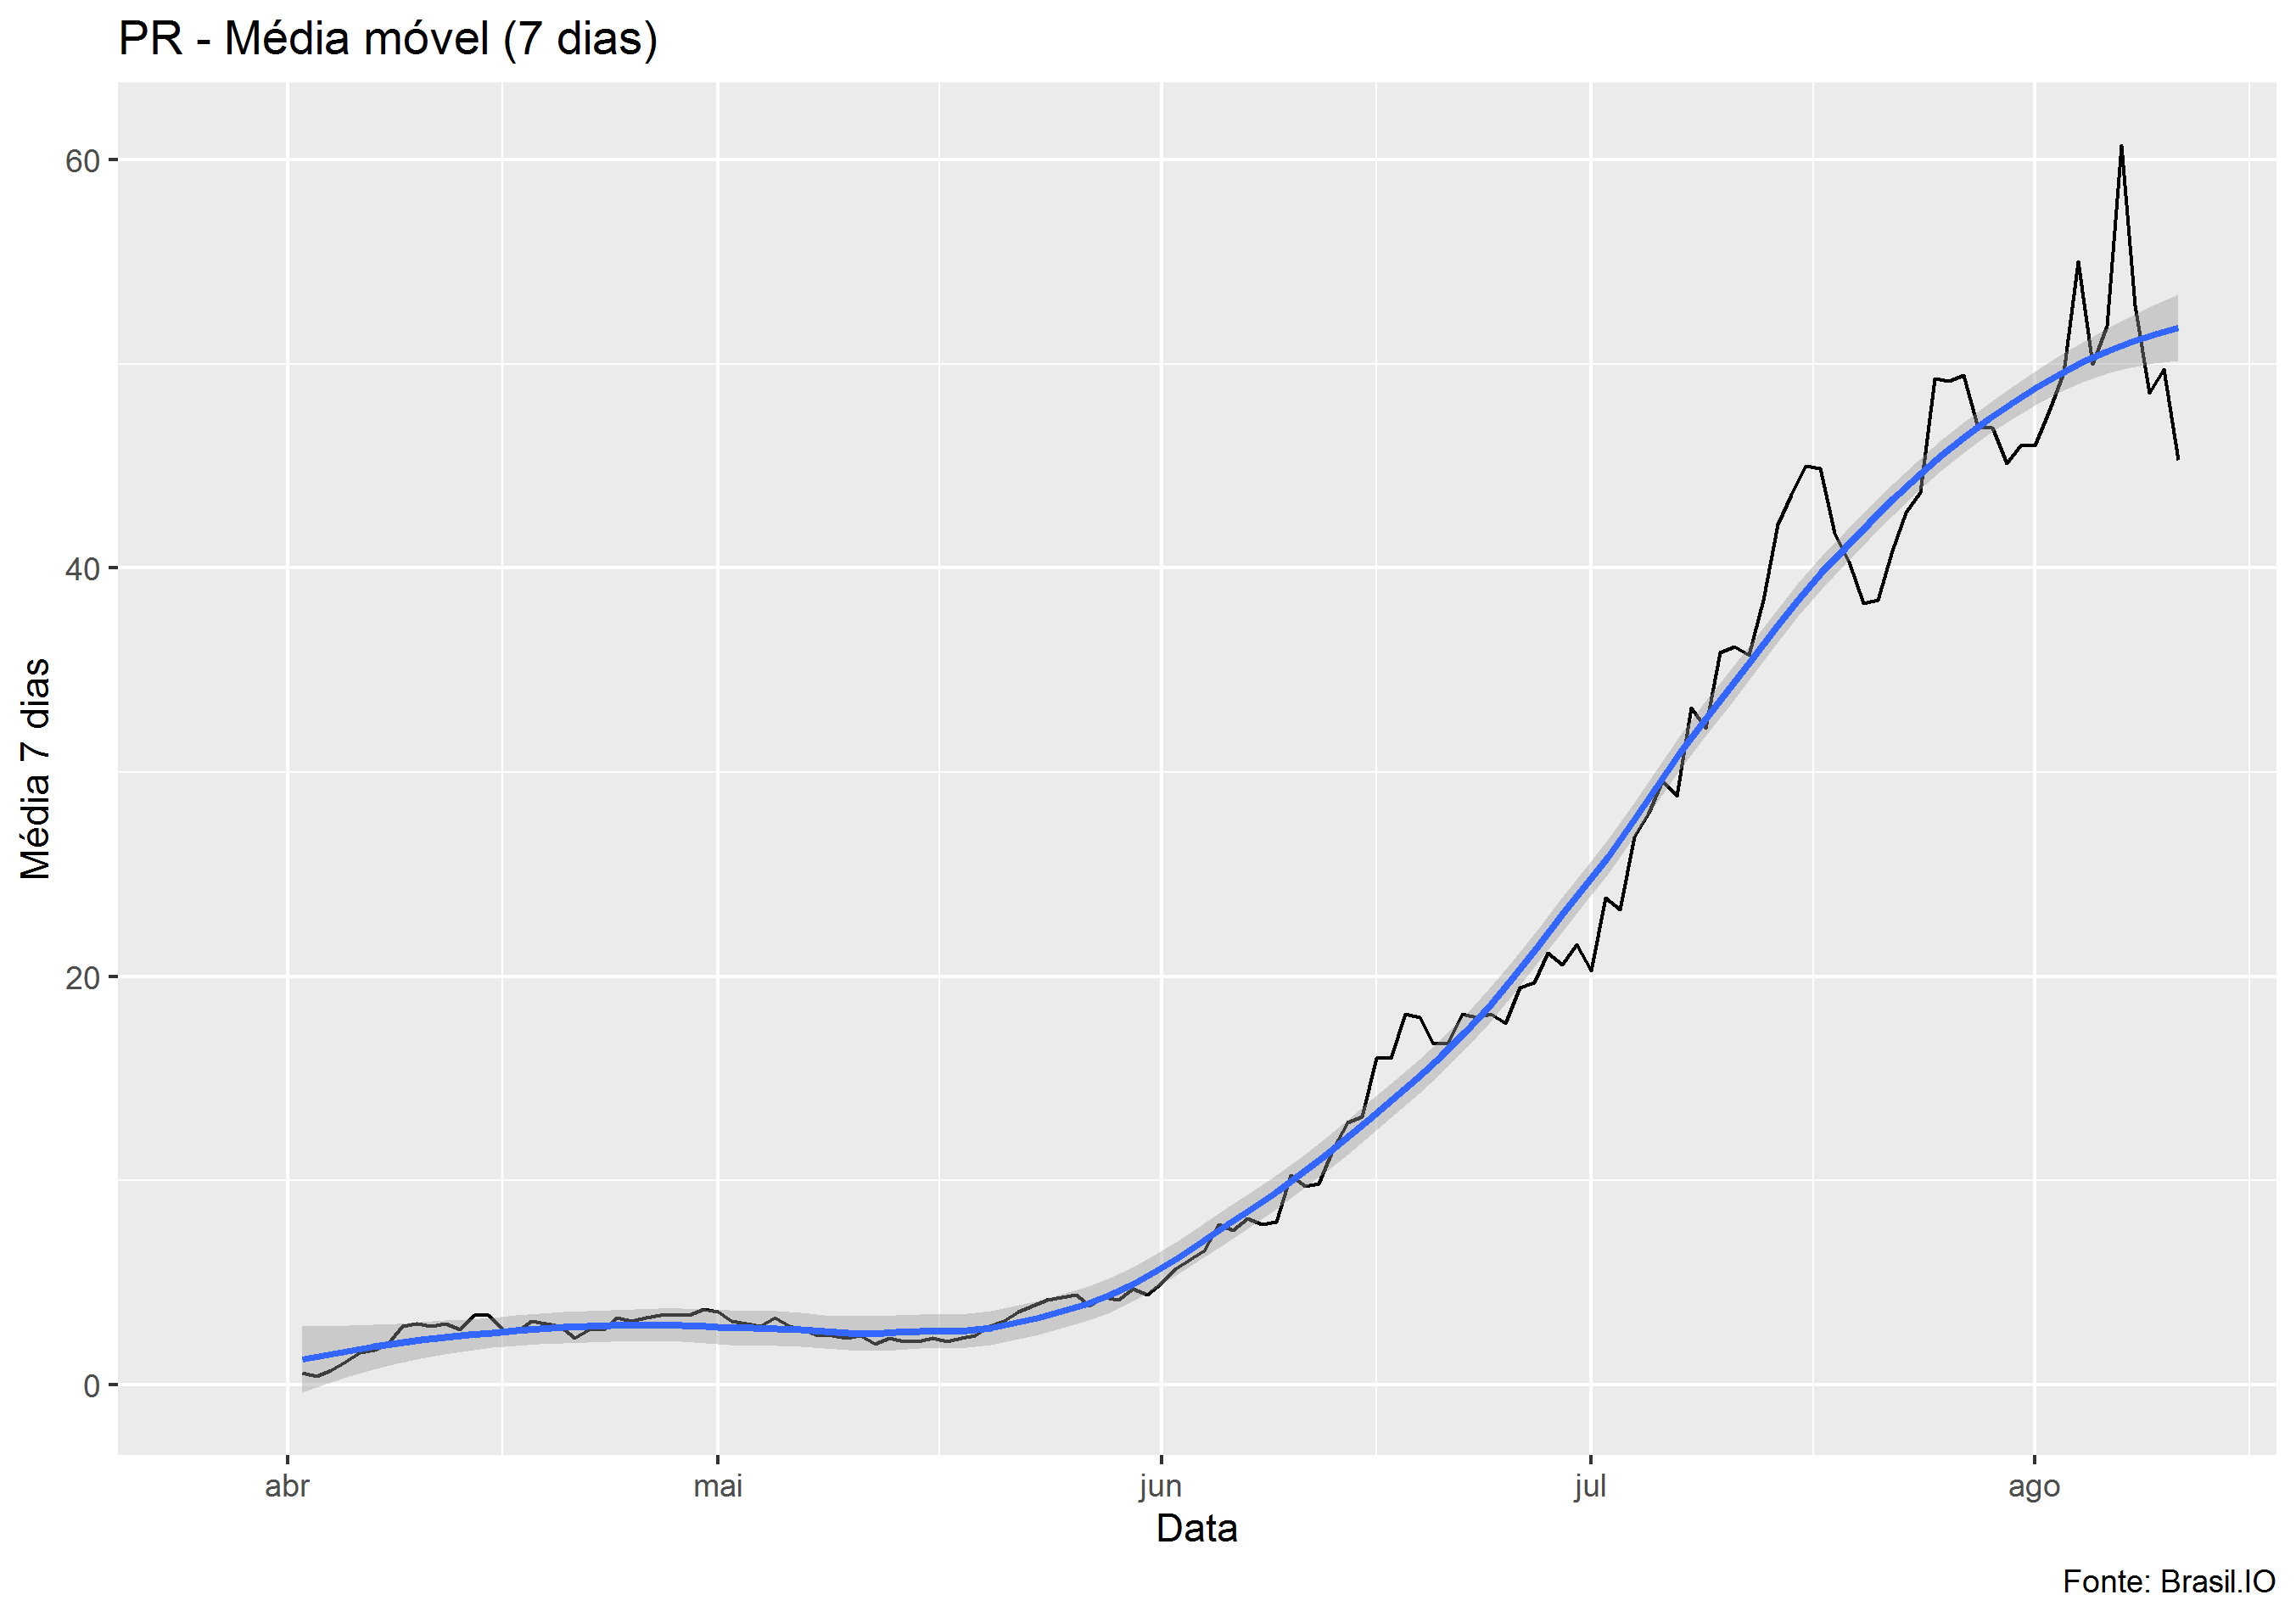 PR - Média móvel (7 dias)
Média 7 dias
60
40
20
0
abr mai jun jul ago
Data
Fonte: Brasil.IO